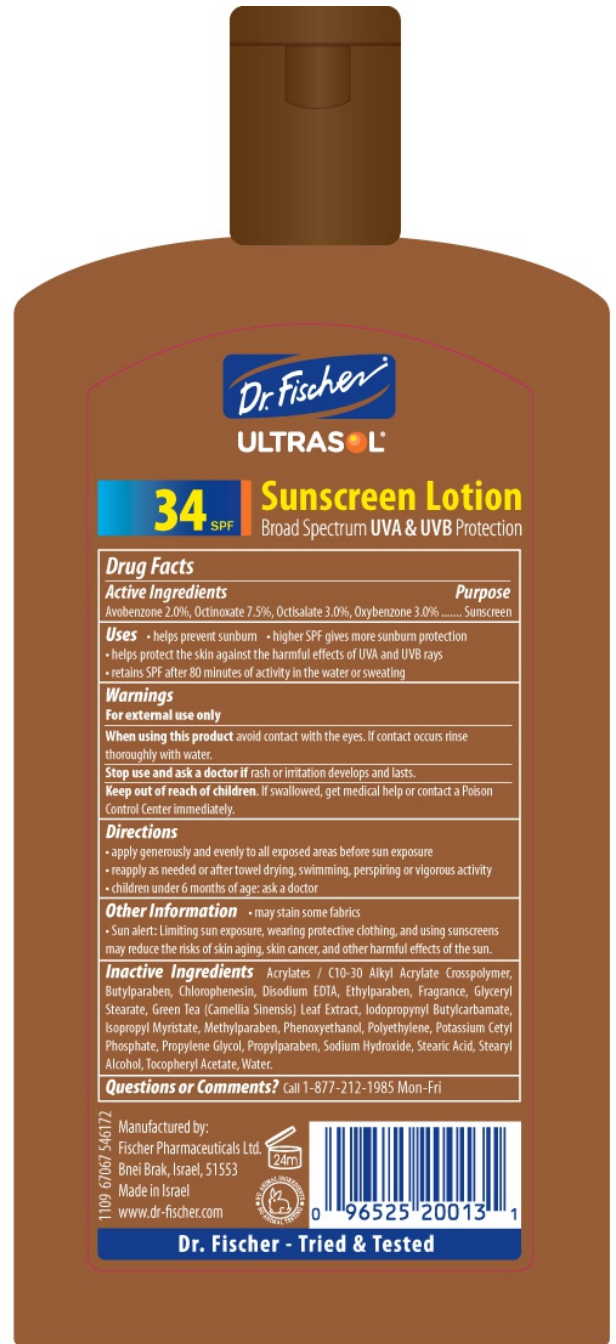 Dr. Fischer®
ULTRASOL®
34 SPF
Sunscreen Lotion
Broad Spectrum UVA & UVB Protection
Drug Facts
Active Ingredients Purpose
Avobenzone 2.0%, Octinoxate 7.5%, Octisalate 3.0%, Oxybenzone 3.0% ....... Sunscreen
Uses • helps prevent sunburn • higher SPF gives more sunburn protection
• helps protect the skin against the harmful effects of UVA and UVB rays
• retains SPF after 80 minutes of activity in the water or sweating
Warnings
For external use only
When using this product avoid contact with the eyes. If contact occurs rinse
thoroughly with water.
Stop use and ask a doctor if rash or irritation develops and lasts.
Keep out of reach of children. If swallowed, get medical help or contact a Poison
Control Center immediately.
Directions
• apply generously and evenly to all exposed areas before sun exposure
• reapply as needed or after towel drying, swimming, perspiring or vigorous activity
• children under 6 months of age: ask a doctor
Other Information • may stain some fabrics
• Sun alert: Limiting sun exposure, wearing protective clothing, and using sunscreens
may reduce the risks of skin aging, skin cancer, and other harmful effects of the sun.
Inactive Ingredients Acrylates / C10-30 Alkyl Acrylate Crosspolymer,
Butylparaben, Chlorophenesin, Disodium EDTA, Ethylparaben, Fragrance, Glyceryl
Stearate, Green Tea (Camellia Sinensis) Leaf Extract, Iodopropynyl Butylcarbamate,
Isopropyl Myristate, Methylparaben, Phenoxyethanol, Polyethylene, Potassium Cetyl
Phosphate, Propylene Glycol, Propylparaben, Sodium Hydroxide, Stearic Acid, Stearyl
Alcohol, Tocopheryl Acetate, Water.
Questions or Comments? Call 1-877-212-1985 Mon-Fri
1109 67067 546172
Manufactured by:
Fischer Pharmaceuticals Ltd.
Bnei Brak, Israel, 51553
Made in Israel
www.dr-fischer.com
24m
NO ANIMAL INGREDIENTS
NO ANIMAL TESTING
0 96525 20013 1
Dr. Fischer - Tried & Tested